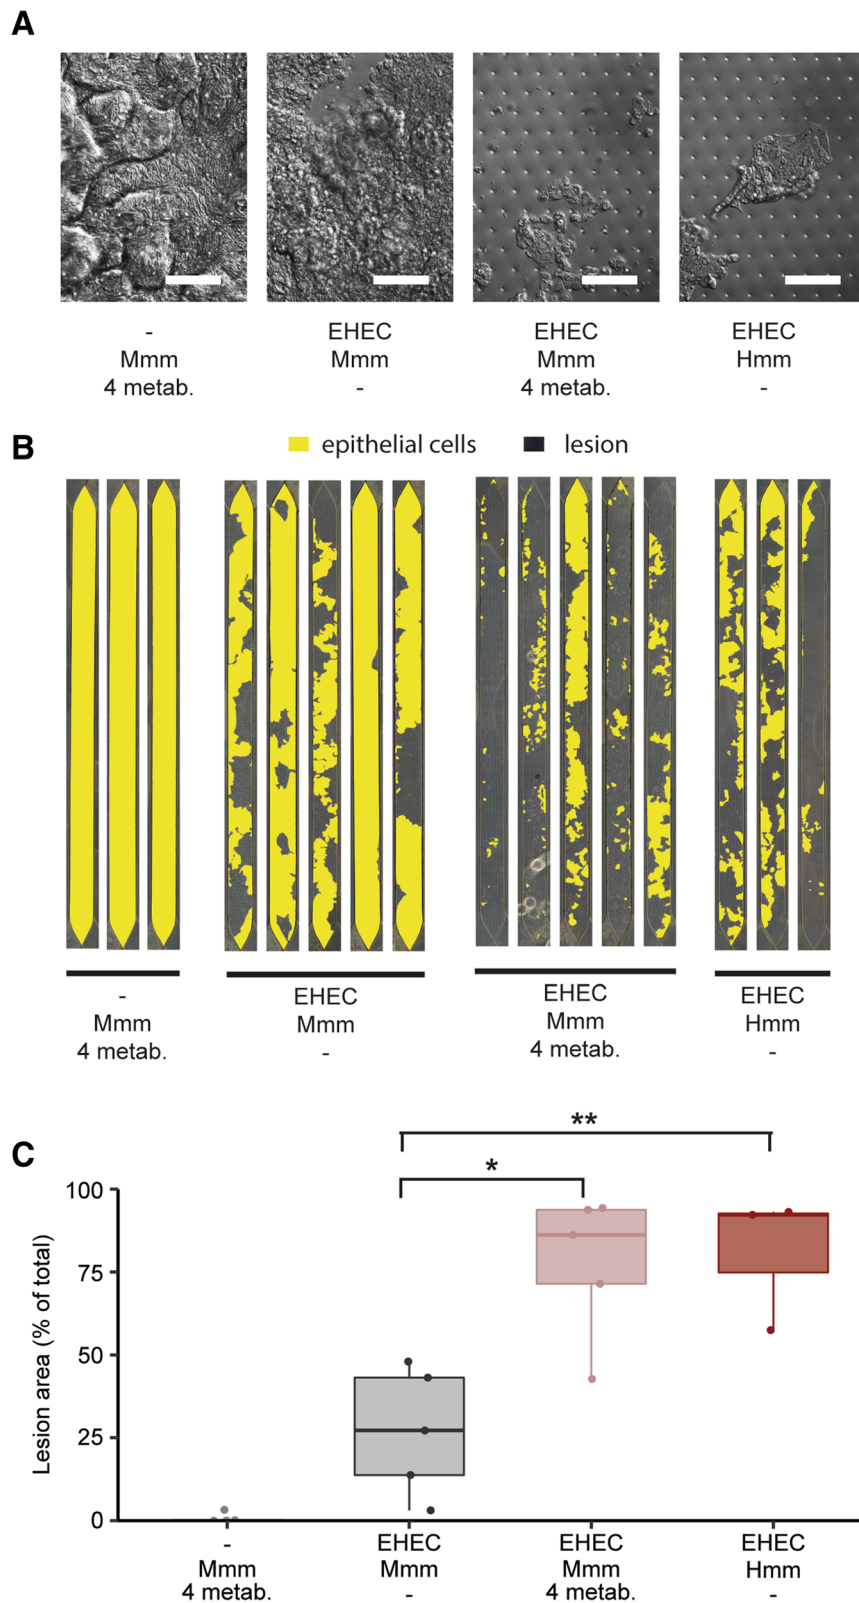 A
-
Mmm
4 metab.
EHEC
Mmm
-
EHEC
Mmm
4 metab.
EHEC
Hmm
-
B
epithelial cells
lesion
-
Mmm
4 metab.
EHEC
Mmm
-
EHEC
Mmm
4 metab.
EHEC
Hmm
-
C
**
*
Lesion area (% of total)
100
75
50
25
0
-
Mmm
4 metab.
EHEC
Mmm
-
EHEC
Mmm
4 metab.
EHEC
Hmm
-